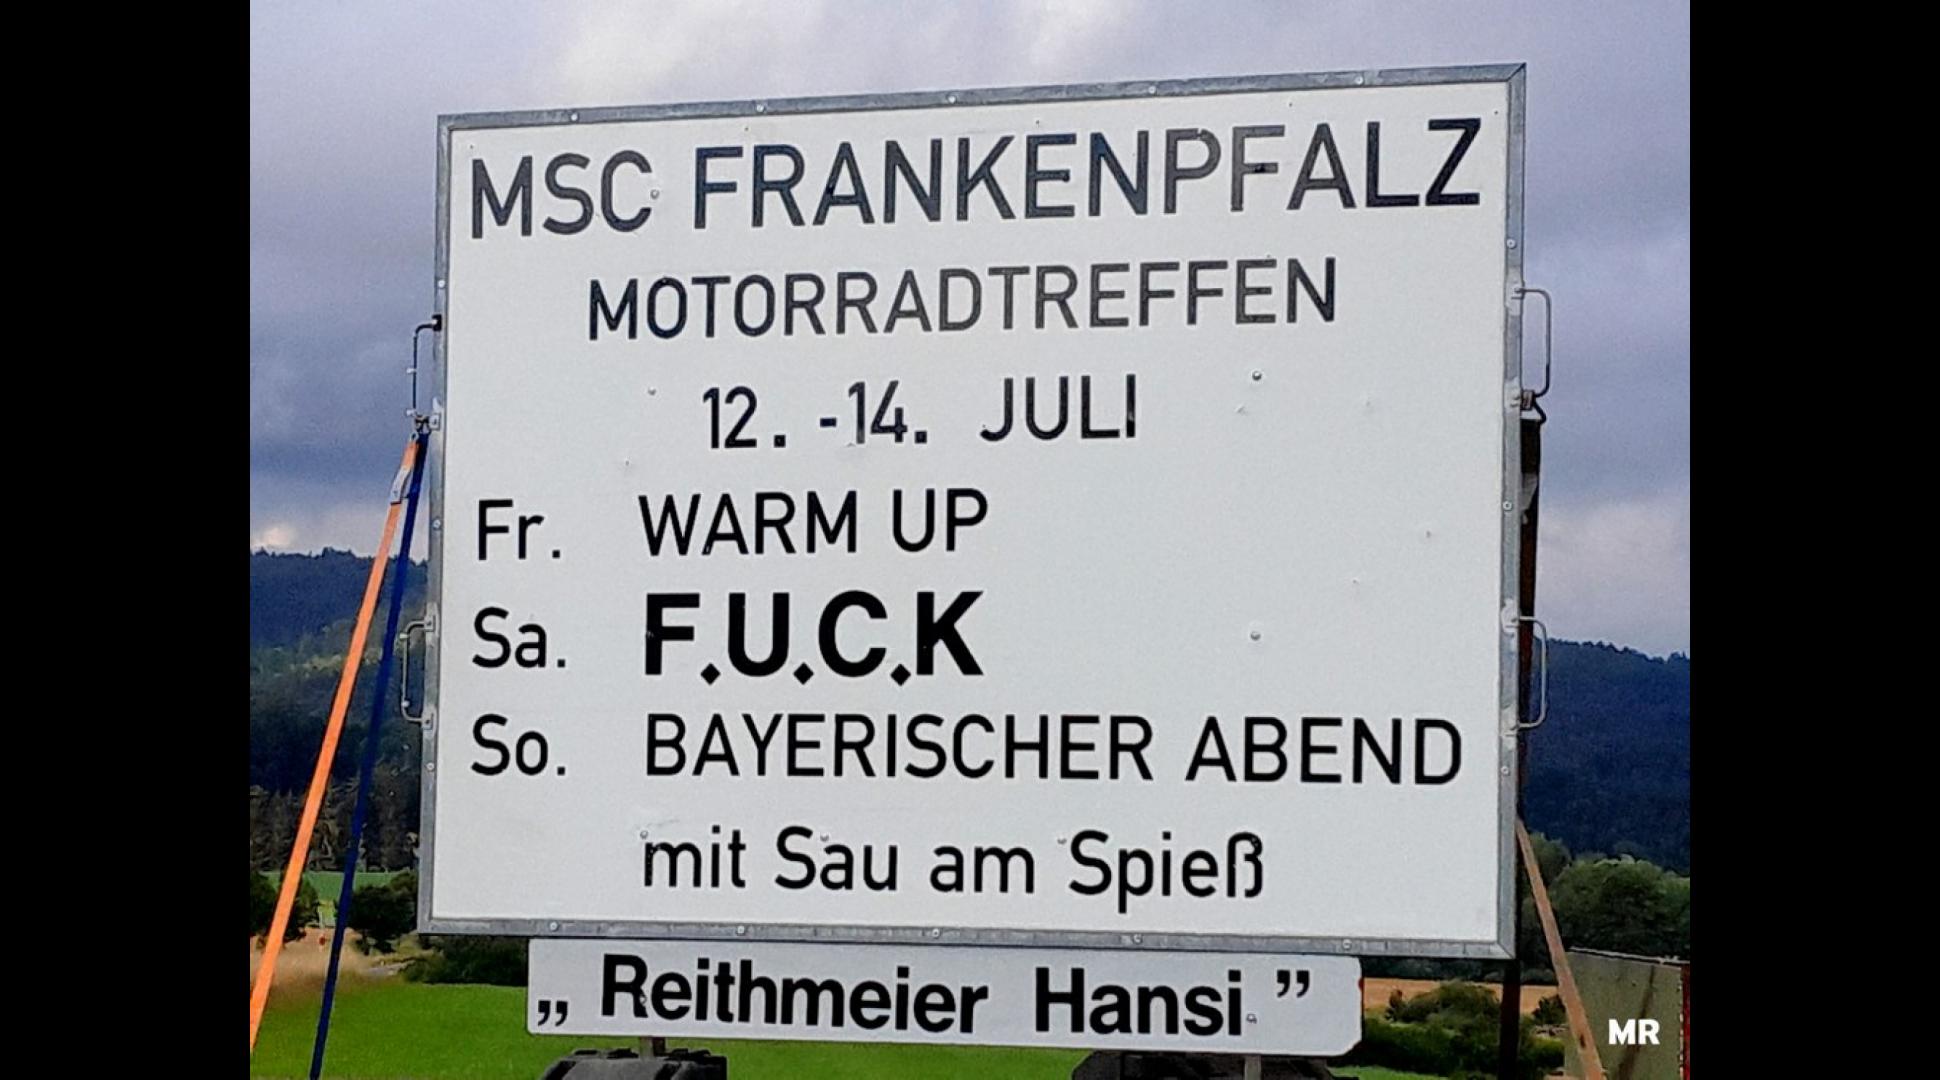 MSC FRANKENPFALZ
MOTORRADTREFFEN
12. -14. JULI
Fr. WARM UP
Sa. F.U.C.K
So. BAYERISCHER ABEND
mit Sau am Spieß
„ Reithmeier Hansi ”
MR